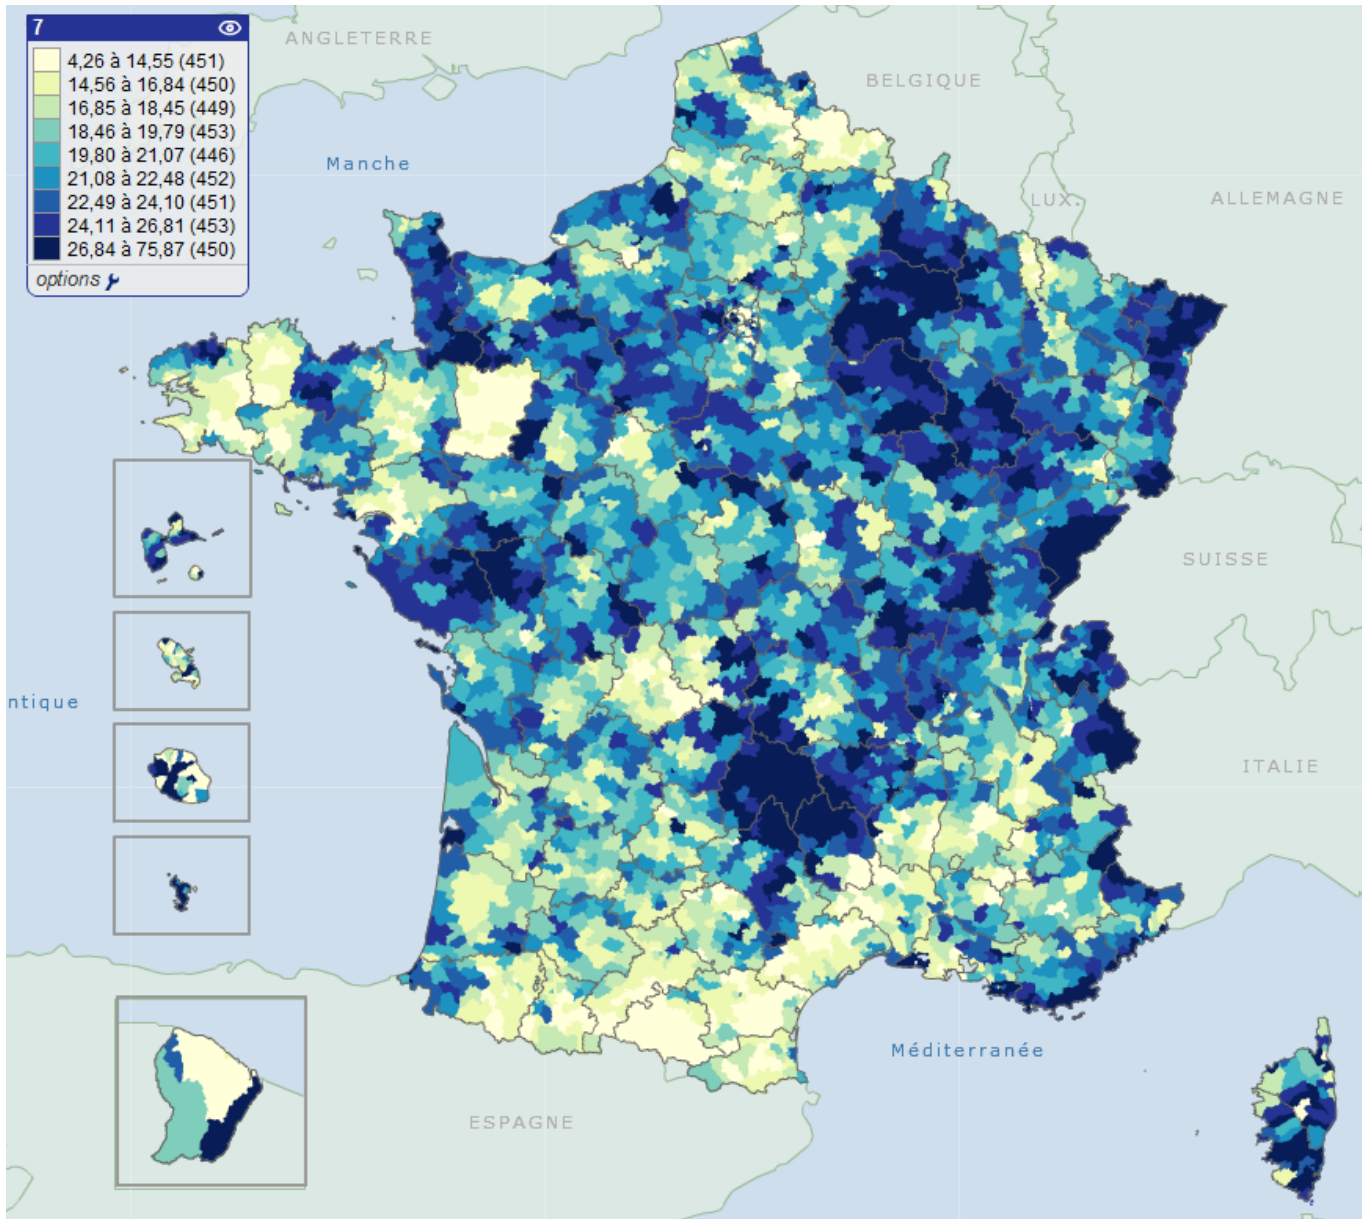 7
4,26 à 14,55 (451)
14,56 à 16,84 (450)
16,85 à 18,45 (449)
18,46 à 19,79 (453)
19,80 à 21,07 (446)
21,08 à 22,48 (452)
22,49 à 24,10 (451)
24,11 à 26,81 (453)
26,84 à 75,87 (450)
options
ANGLETERRE
BELGIQUE
Manche
LUX.
ALLEMAGNE
SUISSE
ntique
ITALIE
Méditerranée
ESPAGNE